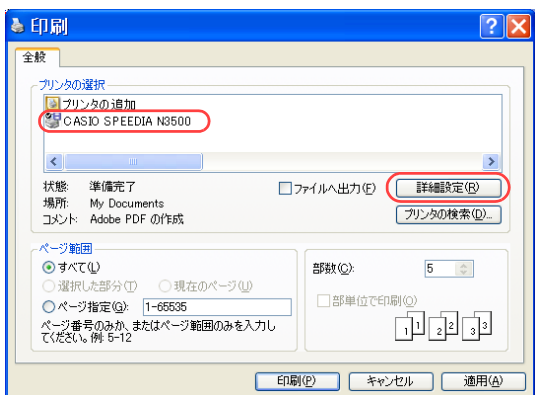 印刷
全般
プリンタの選択
プリンタの追加
CASIO SPEEDIA N3500
状態: 準備完了
場所: My Documents
コメント: Adobe PDF の作成
ファイルへ出力(F)
詳細設定(R)
プリンタの検索(D)...
ページ範囲
すべて(L)
選択した部分(T)
現在のページ(U)
ページ指定(G): 1-65535
ページ番号のみか、またはページ範囲のみを入力し
てください。例: 5-12
部数(C): 5
部単位で印刷(O)
1 1 2 2 3 3
印刷(P)
キャンセル
適用(A)